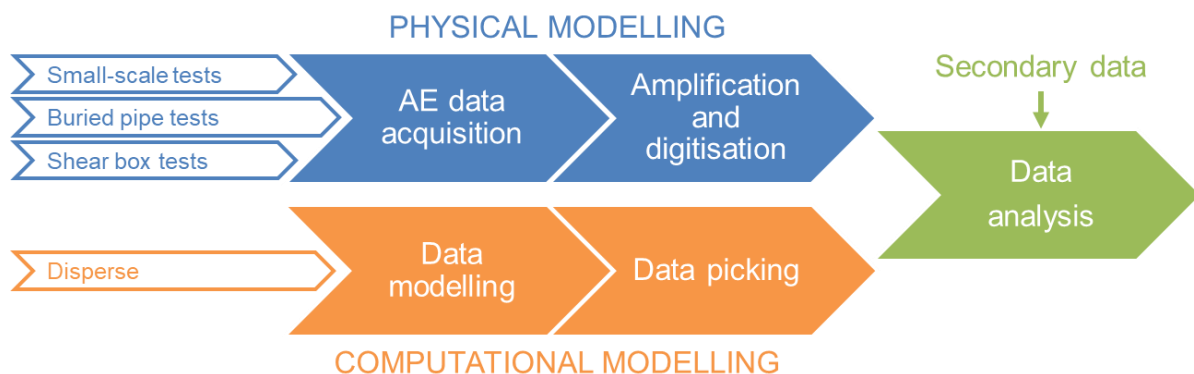 PHYSICAL MODELLING
Small-scale tests
Buried pipe tests
Shear box tests
AE data
acquisition
Amplification
and
digitisation
Secondary data
Data
analysis
Disperse
Data
modelling
Data picking
COMPUTATIONAL MODELLING